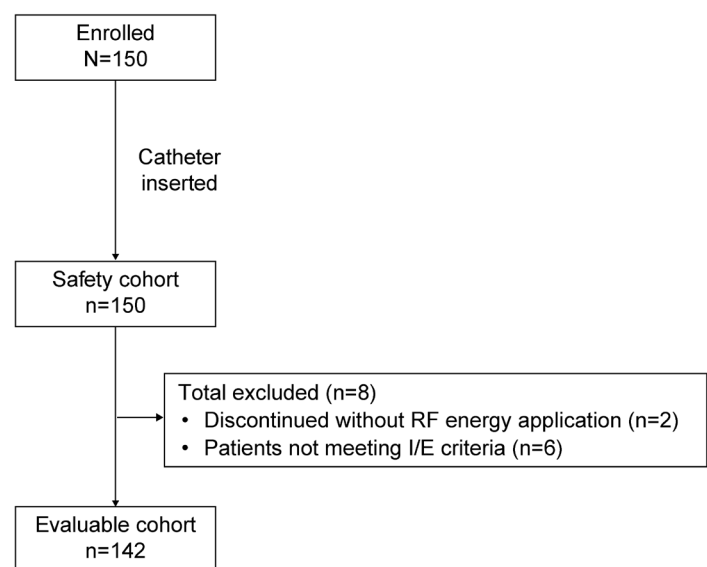 Enrolled
N=150
Catheter
inserted
Safety cohort
n=150
Total excluded (n=8)
• Discontinued without RF energy application (n=2)
• Patients not meeting I/E criteria (n=6)
Evaluable cohort
n=142